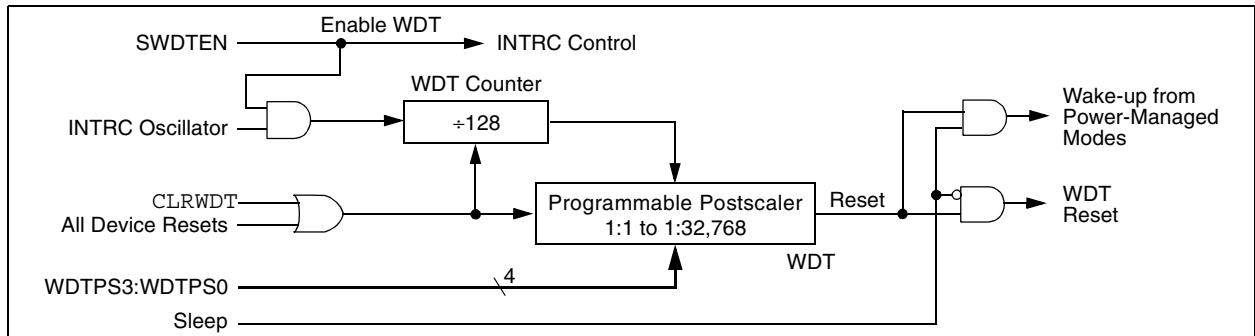 Enable WDT
SWDTEN
INTRC Control
WDT Counter
÷128
INTRC Oscillator
Wake-up from
Power-Managed
Modes
CLRWDT
All Device Resets
Programmable Postscaler
1:1 to 1:32,768
Reset
WDT
WDT
Reset
WDTPS3:WDTPS0
4
Sleep